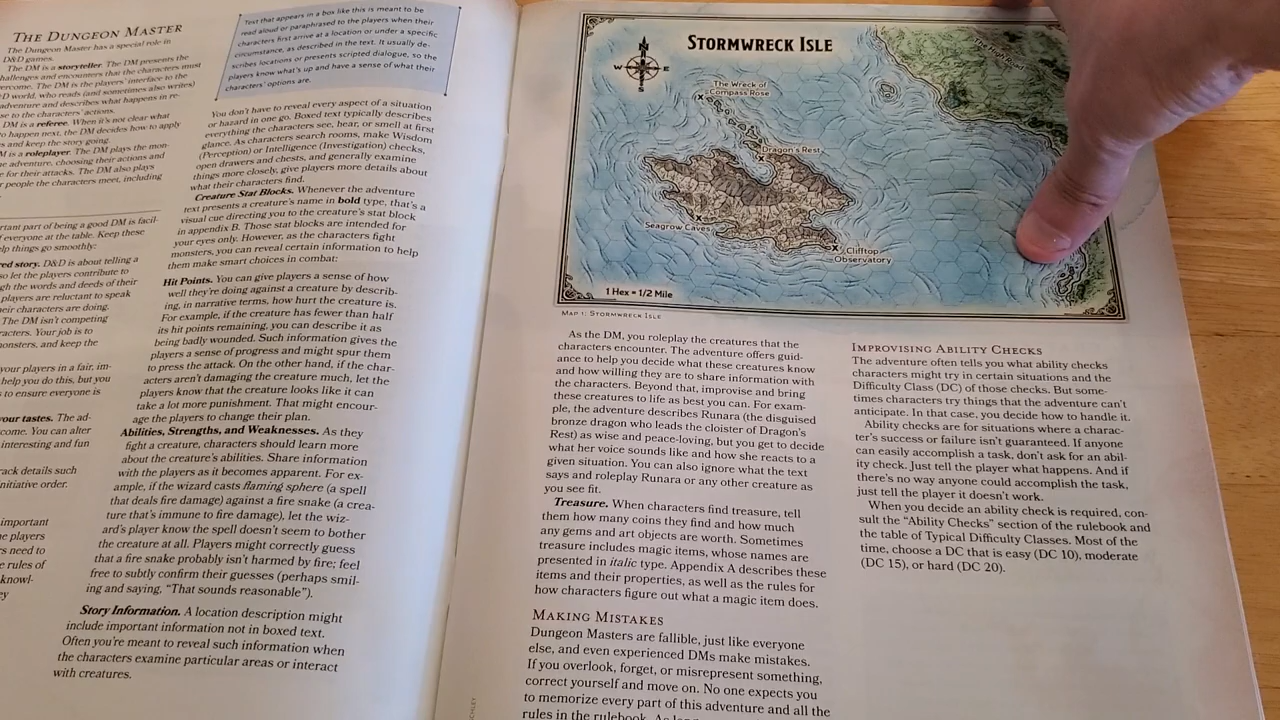 THE DUNGEON MASTER
The Dungeon Master has a special role in
D&D games.
The DM is a storyteller. The DM presents the
hallenges and encounters that the characters must
ercome. The DM is the players' interface to the
D world, who reads (and sometimes also writes)
adventure and describes what happens in re-
se to the characters' actions.
DM is a referee. When it's not clear what
o happen next, the DM decides how to apply
s and keep the story going.
M is a roleplayer. The DM plays the mon-
he adventure, choosing their actions and
e for their attacks. The DM also plays
r people the characters meet, including
rtant part of being a good DM is facil-
f everyone at the table. Keep these
elp things go smoothly:
red story. D&D is about telling a
so let the players contribute to
gh the words and deeds of their
players are reluctant to speak
heir characters are doing.
The DM isn't competing
racters. Your job is to
onsters, and keep the
your players in a fair, im-
help you do this, but you
s to ensure everyone is
your tastes. The ad-
come. You can alter
interesting and fun
rack details such
nitiative order.
important
e players
rs need to
e rules of
knowl-
ey
Text that appears in a box like this is meant to be
read aloud or paraphrased to the players when their
characters first arrive at a location or under a specific
circumstance, as described in the text. It usually de-
scribes locations or presents scripted dialogue, so the
players know what's up and have a sense of what their
characters' options are.
You don't have to reveal every aspect of a situation
or hazard in one go. Boxed text typically describes
everything the characters see, hear, or smell at first
glance. As characters search rooms, make Wisdom
(Perception) or Intelligence (Investigation) checks,
open drawers and chests, and generally examine
things more closely, give players more details about
what their characters find.
Creature Stat Blocks. Whenever the adventure
text presents a creature's name in bold type, that's a
visual cue directing you to the creature's stat block
in appendix B. Those stat blocks are intended for
your eyes only. However, as the characters fight
monsters, you can reveal certain information to help
them make smart choices in combat:
Hit Points. You can give players a sense of how
well they're doing against a creature by describ-
ing, in narrative terms, how hurt the creature is.
For example, if the creature has fewer than half
its hit points remaining, you can describe it as
being badly wounded. Such information gives the
players a sense of progress and might spur them
to press the attack. On the other hand, if the char-
acters aren't damaging the creature much, let the
players know that the creature looks like it can
take a lot more punishment. That might encour-
age the players to change their plan.
Abilities, Strengths, and Weaknesses. As they
fight a creature, characters should learn more
about the creature's abilities. Share information
with the players as it becomes apparent. For ex-
ample, if the wizard casts flaming sphere (a spell
that deals fire damage) against a fire snake (a crea-
ture that's immune to fire damage), let the wiz-
ard's player know the spell doesn't seem to bother
the creature at all. Players might correctly guess
that a fire snake probably isn't harmed by fire; feel
free to subtly confirm their guesses (perhaps smil-
ing and saying, "That sounds reasonable").
Story Information. A location description might
include important information not in boxed text.
Often you're meant to reveal such information when
the characters examine particular areas or interact
with creatures.
STORMWRECK ISLE
N
W E
S
The Wreck of
Compass Rose
Dragon's Rest
Seagrow Caves
Clifftop
Observatory
1 Hex = 1/2 Mile
MAP 1: STORMWRECK ISLE
As the DM, you roleplay the creatures that the
characters encounter. The adventure offers guid-
ance to help you decide what these creatures know
and how willing they are to share information with
the characters. Beyond that, improvise and bring
these creatures to life as best you can. For exam-
ple, the adventure describes Runara (the disguised
bronze dragon who leads the cloister of Dragon's
Rest) as wise and peace-loving, but you get to decide
what her voice sounds like and how she reacts to a
given situation. You can also ignore what the text
says and roleplay Runara or any other creature as
you see fit.
Treasure. When characters find treasure, tell
them how many coins they find and how much
any gems and art objects are worth. Sometimes
treasure includes magic items, whose names are
presented in italic type. Appendix A describes these
items and their properties, as well as the rules for
how characters figure out what a magic item does.
MAKING MISTAKES
Dungeon Masters are fallible, just like everyone
else, and even experienced DMs make mistakes.
If you overlook, forget, or misrepresent something,
correct yourself and move on. No one expects you
to memorize every part of this adventure and all the
rules in the rulebook.
IMPROVISING ABILITY CHECKS
The adventure often tells you what ability checks
characters might try in certain situations and the
Difficulty Class (DC) of those checks. But some-
times characters try things that the adventure can't
anticipate. In that case, you decide how to handle it.
Ability checks are for situations where a charac-
ter's success or failure isn't guaranteed. If anyone
can easily accomplish a task, don't ask for an abil-
ity check. Just tell the player what happens. And if
there's no way anyone could accomplish the task,
just tell the player it doesn't work.
When you decide an ability check is required, con-
sult the "Ability Checks" section of the rulebook and
the table of Typical Difficulty Classes. Most of the
time, choose a DC that is easy (DC 10), moderate
(DC 15), or hard (DC 20).